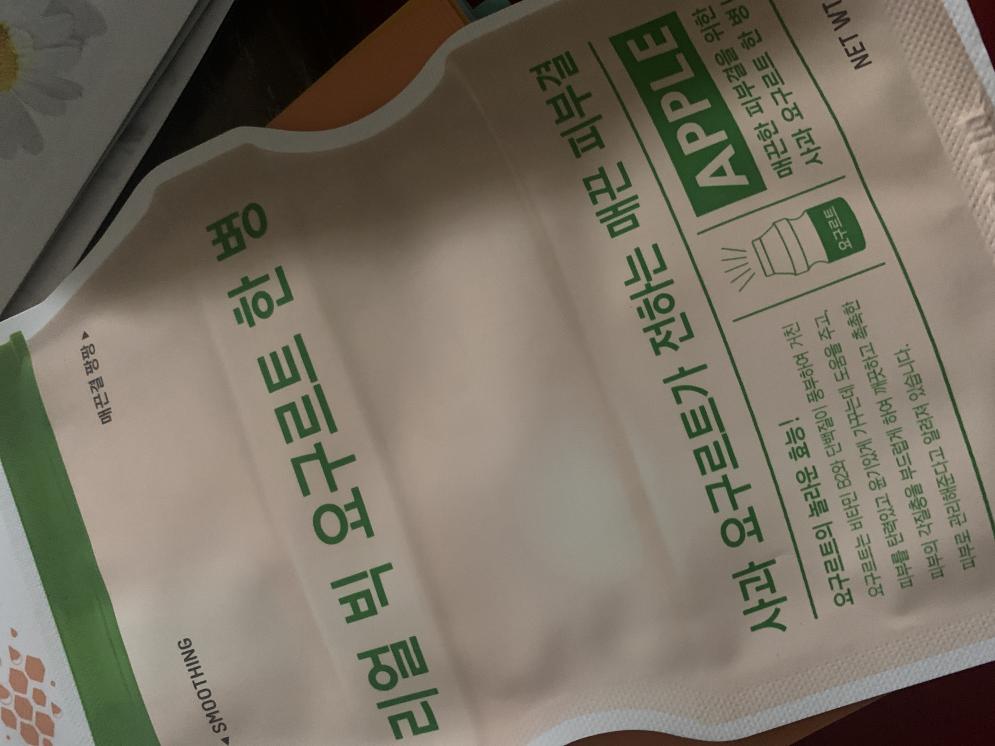 ◀ SMOOTHING
매끈결 팡팡 ▶
리얼 빅 요구르트 한 병
사과 요구르트가 전하는 매끈 피부결
요구르트의 놀라운 효능!
요구르트는 비타민 B2와 단백질이 풍부하여 거친
피부를 탄력있고 윤기있게 가꾸는데 도움을 주고,
피부의 각질층을 부드럽게 하여 깨끗하고 촉촉한
피부로 관리해준다고 알려져 있습니다.
요구르트
APPLE
매끈한 피부결을 위한
사과 요구르트 한 병!
NET WT